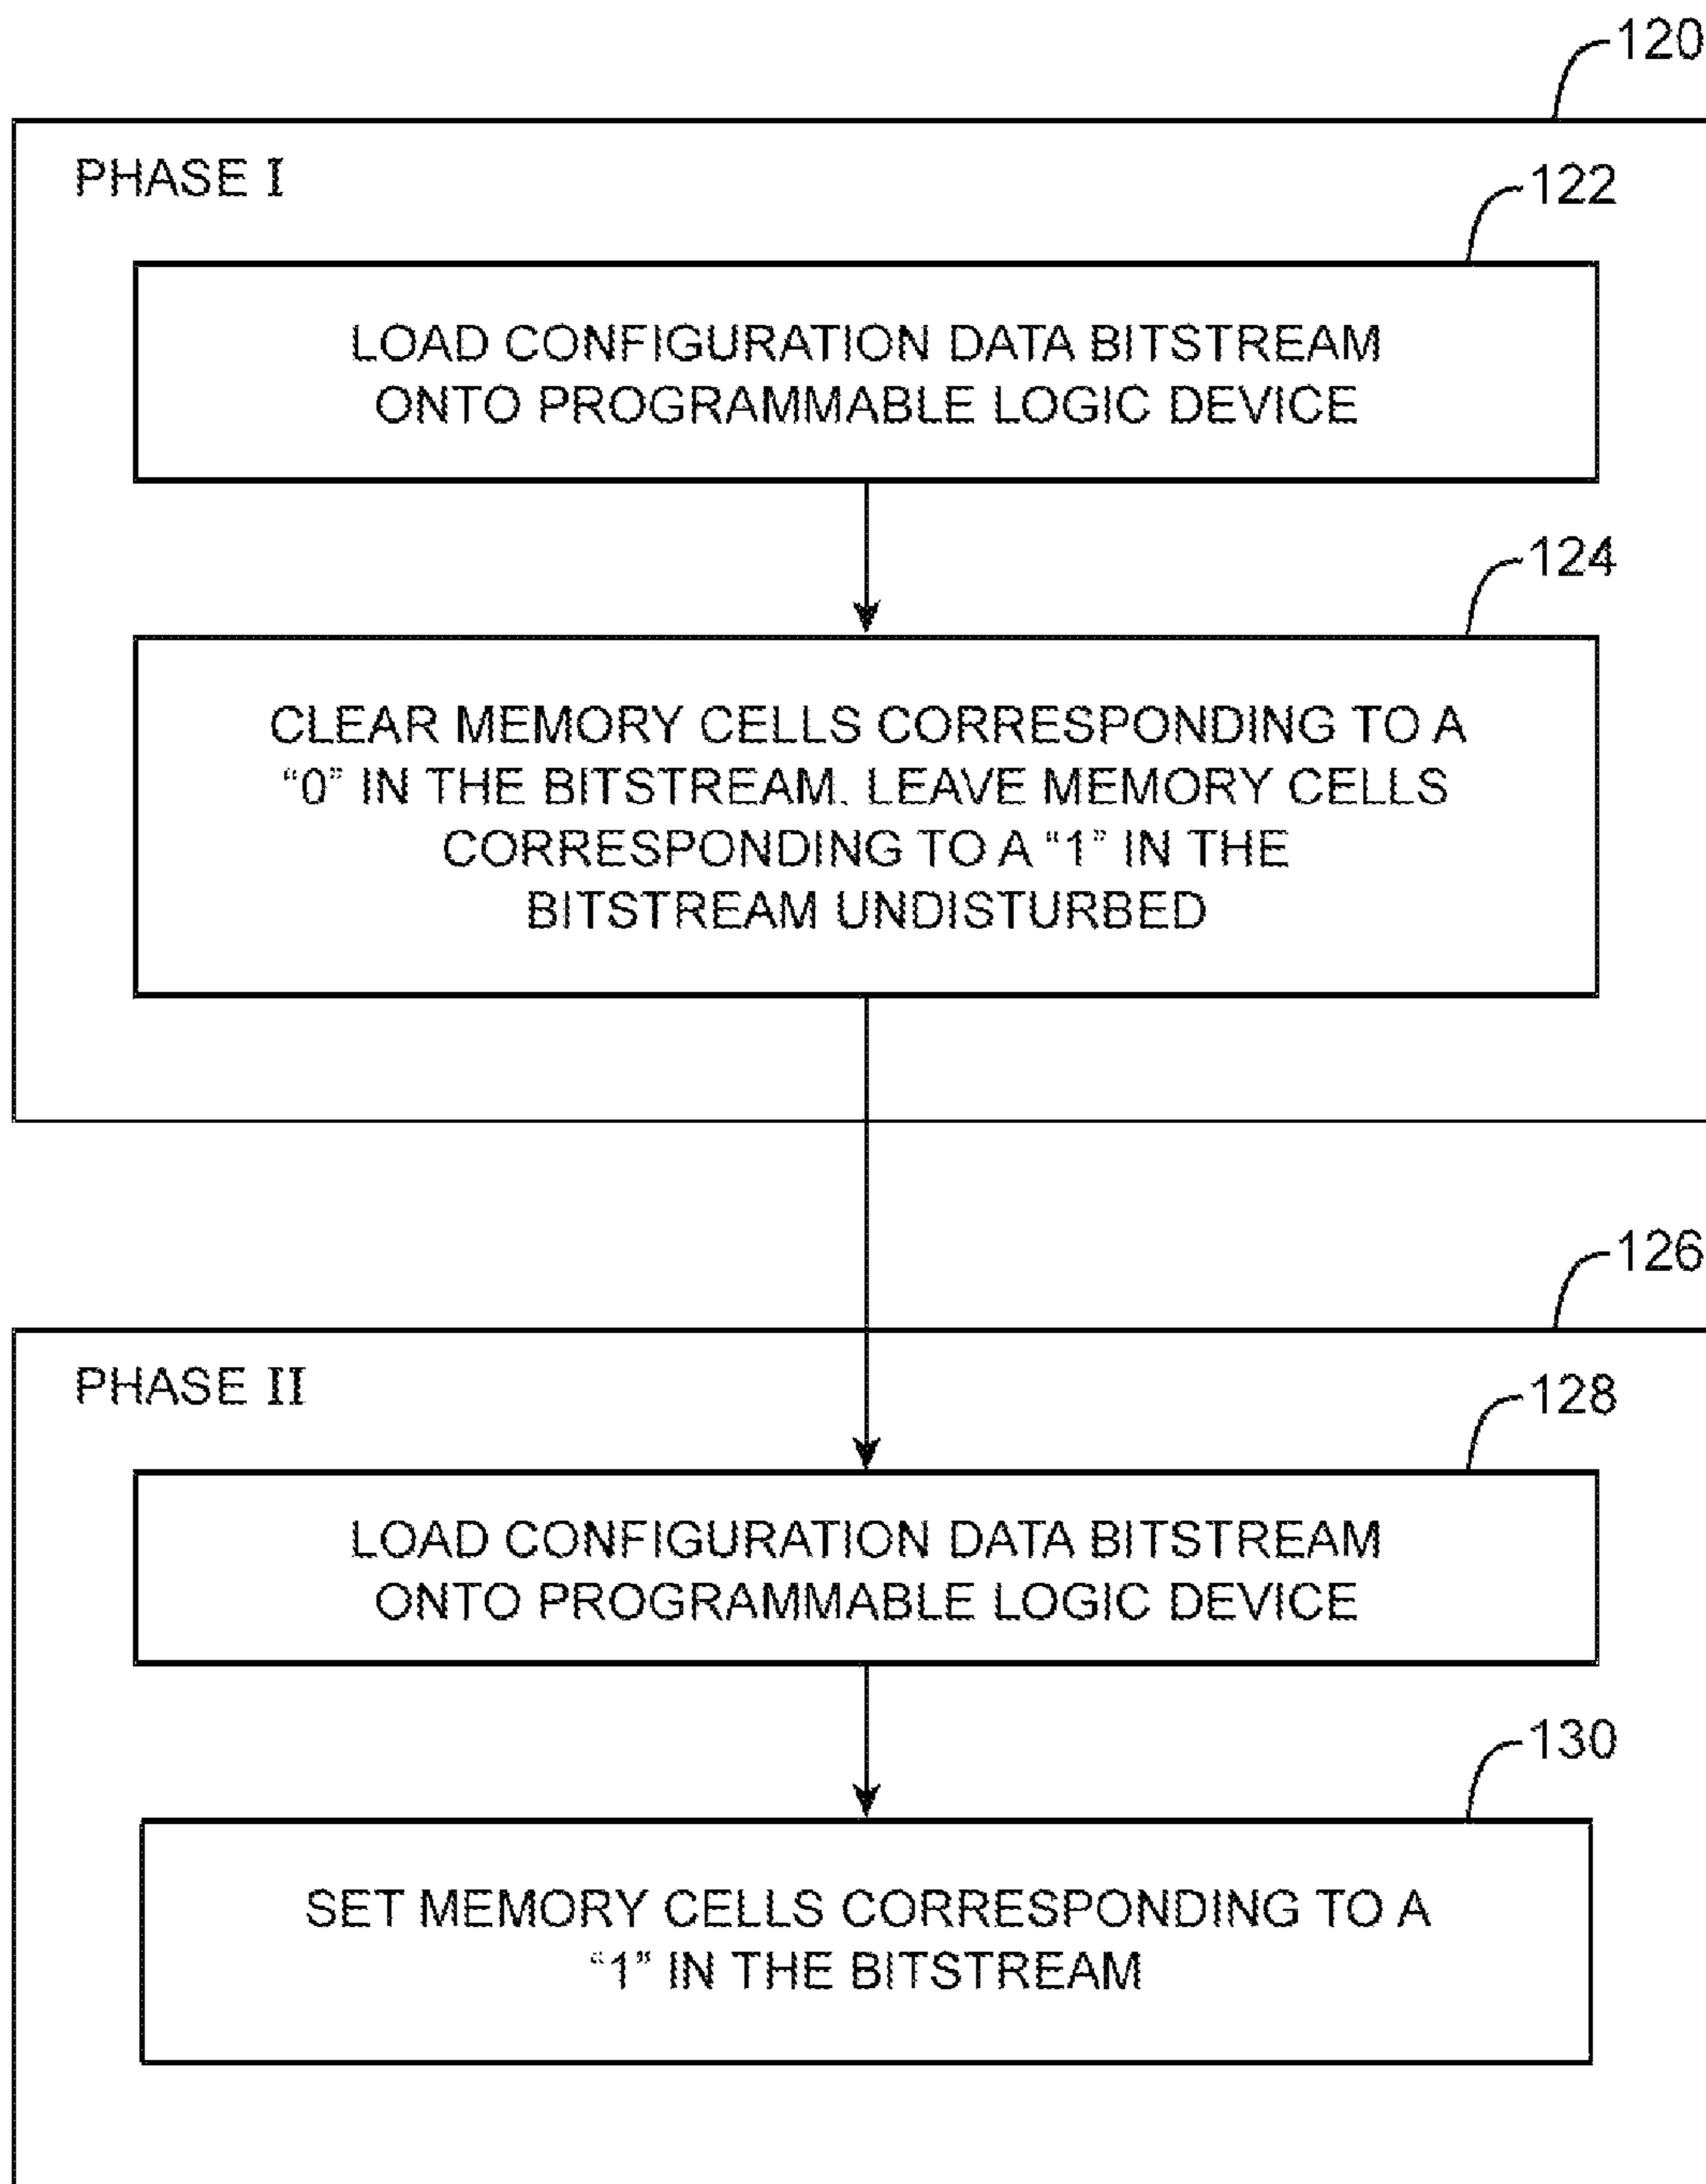 120
PHASE I
122
LOAD CONFIGURATION DATA BITSTREAM
ONTO PROGRAMMABLE LOGIC DEVICE
124
CLEAR MEMORY CELLS CORRESPONDING TO A
“0” IN THE BITSTREAM. LEAVE MEMORY CELLS
CORRESPONDING TO A “1” IN THE
BITSTREAM UNDISTURBED
126
PHASE II
128
LOAD CONFIGURATION DATA BITSTREAM
ONTO PROGRAMMABLE LOGIC DEVICE
130
SET MEMORY CELLS CORRESPONDING TO A
“1” IN THE BITSTREAM